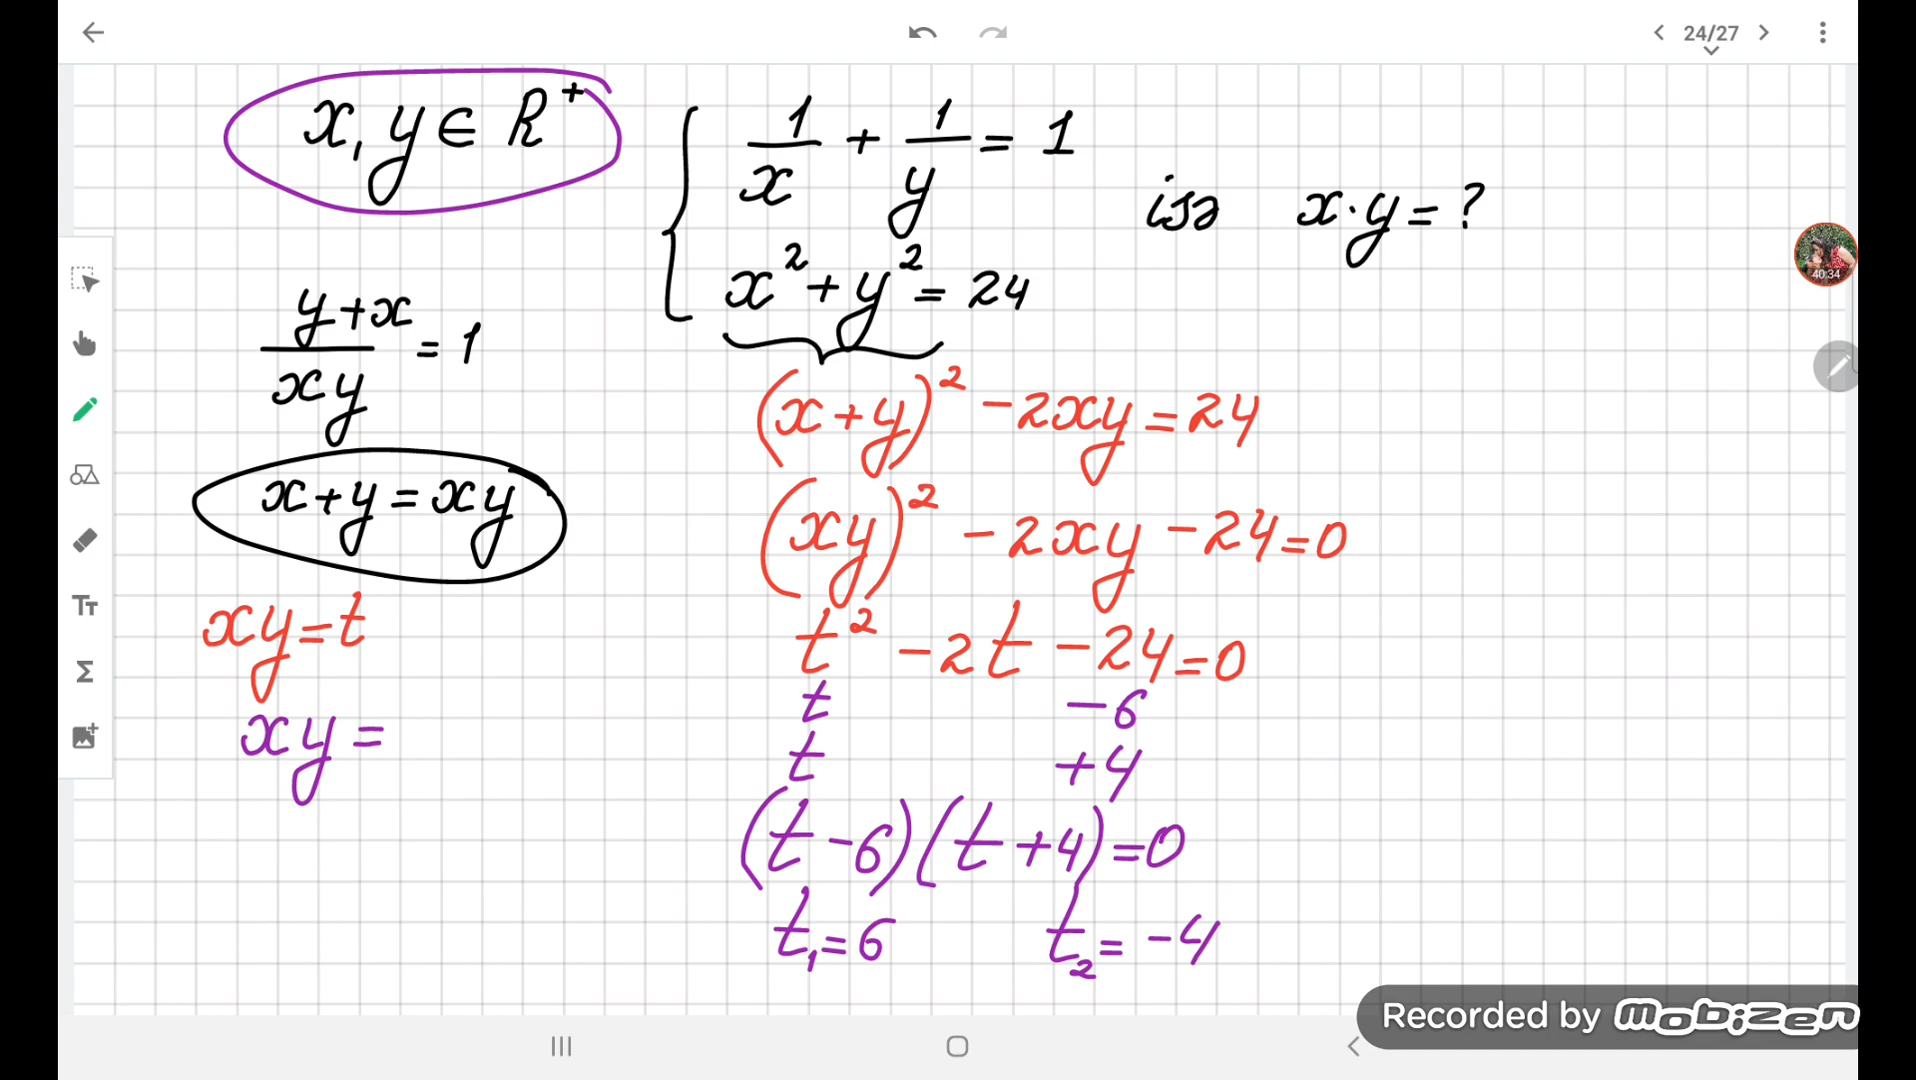 24/27
x, y ∈ R⁺
1/x + 1/y = 1
isə x·y = ?
x² + y² = 24
(y+x)/(xy) = 1
(x+y)² - 2xy = 24
x+y = xy
(xy)² - 2xy - 24 = 0
xy = t
t² - 2t - 24 = 0
t -6
xy =
t +4
(t-6)(t+4) = 0
t₁ = 6 t₂ = -4
40:34
Tт
Σ
Recorded by mobizen